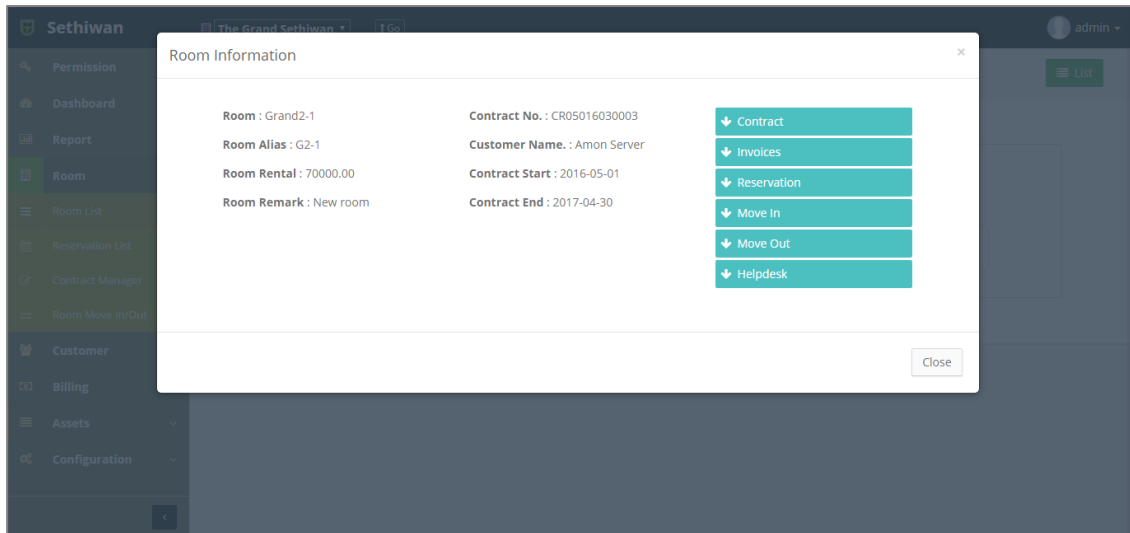 Sethiwan
The Grand Sethiwan
Go
admin
Permission
Dashboard
Report
Room
Room List
Reservation List
Contract Manager
Room Move In/Out
Customer
Billing
Assets
Configuration
List
Room Information
×
Room : Grand2-1
Room Alias : G2-1
Room Rental : 70000.00
Room Remark : New room
Contract No. : CR05016030003
Customer Name. : Amon Server
Contract Start : 2016-05-01
Contract End : 2017-04-30
Contract
Invoices
Reservation
Move In
Move Out
Helpdesk
Close